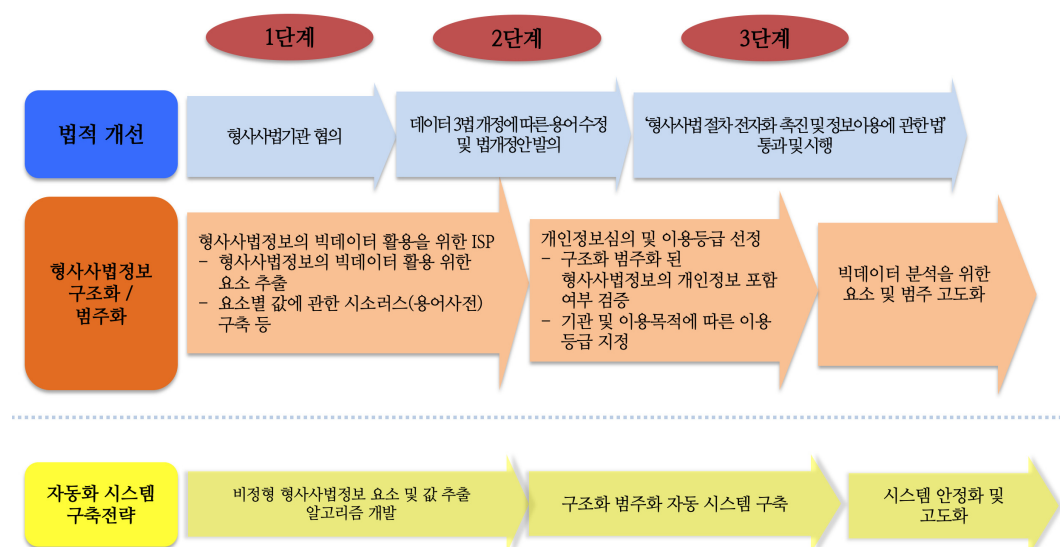 1단계
2단계
3단계
법적 개선
형사사법기관 협의
데이터 3법 개정에 따른 용어 수정
및 법개정안 발의
‘형사사법 절차 전자화 촉진 및 정보이용에 관한 법’
통과 및 시행
형사사법정보
구조화 /
범주화
형사사법정보의 빅데이터 활용을 위한 ISP
- 형사사법정보의 빅데이터 활용 위한
요소 추출
- 요소별 값에 관한 시소러스(용어사전)
구축 등
개인정보심의 및 이용등급 선정
- 구조화 범주화 된
형사사법정보의 개인정보 포함
여부 검증
- 기관 및 이용목적에 따른 이용
등급 지정
빅데이터 분석을 위한
요소 및 범주 고도화
자동화 시스템
구축전략
비정형 형사사법정보 요소 및 값 추출
알고리즘 개발
구조화 범주화 자동 시스템 구축
시스템 안정화 및
고도화